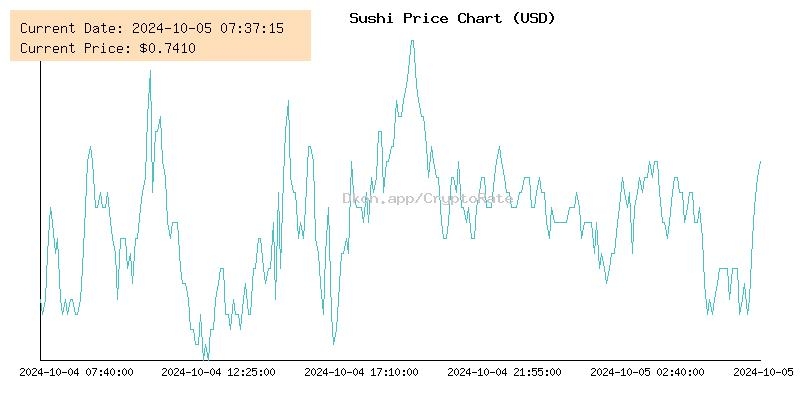 Sushi Price Chart (USD)
Current Date: 2024-10-05 07:37:15
Current Price: $0.7410
Dkon.app/CryptoRate
2024-10-04 07:40:00 2024-10-04 12:25:00 2024-10-04 17:10:00 2024-10-04 21:55:00 2024-10-05 02:40:00 2024-10-05